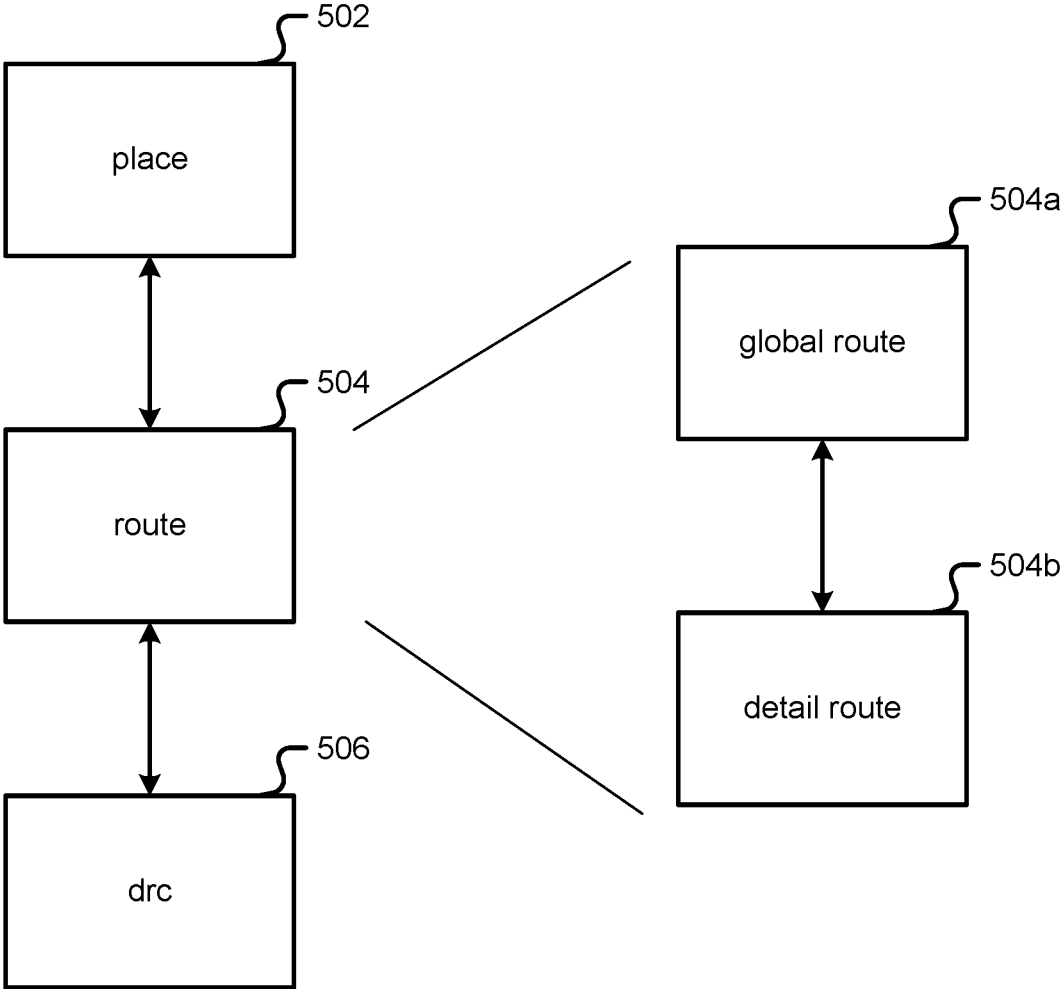 502
place
504a
global route
504
route
504b
detail route
506
drc